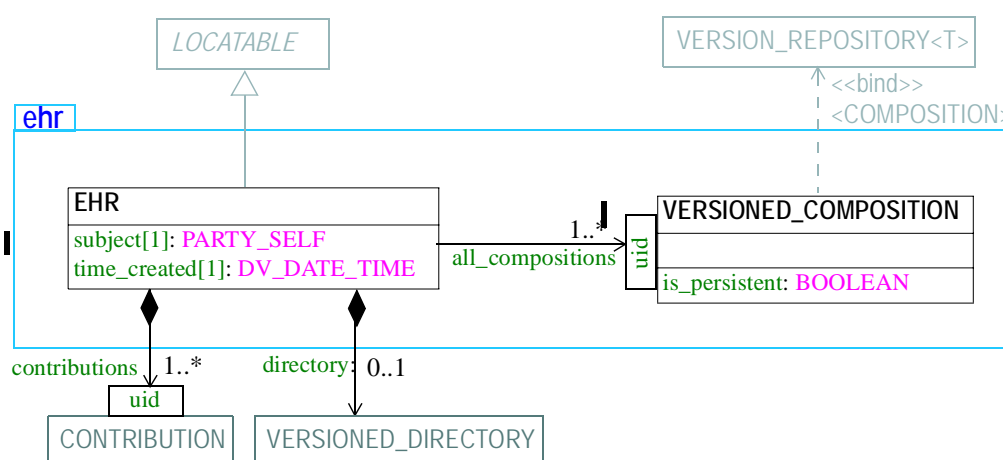 LOCATABLE
VERSION_REPOSITORY<T>
<<bind>>
<COMPOSITION>
ehr
EHR
subject[1]: PARTY_SELF
time_created[1]: DV_DATE_TIME
1..*
all_compositions
uid
VERSIONED_COMPOSITION
is_persistent: BOOLEAN
contributions
1..*
directory:
0..1
uid
CONTRIBUTION
VERSIONED_DIRECTORY